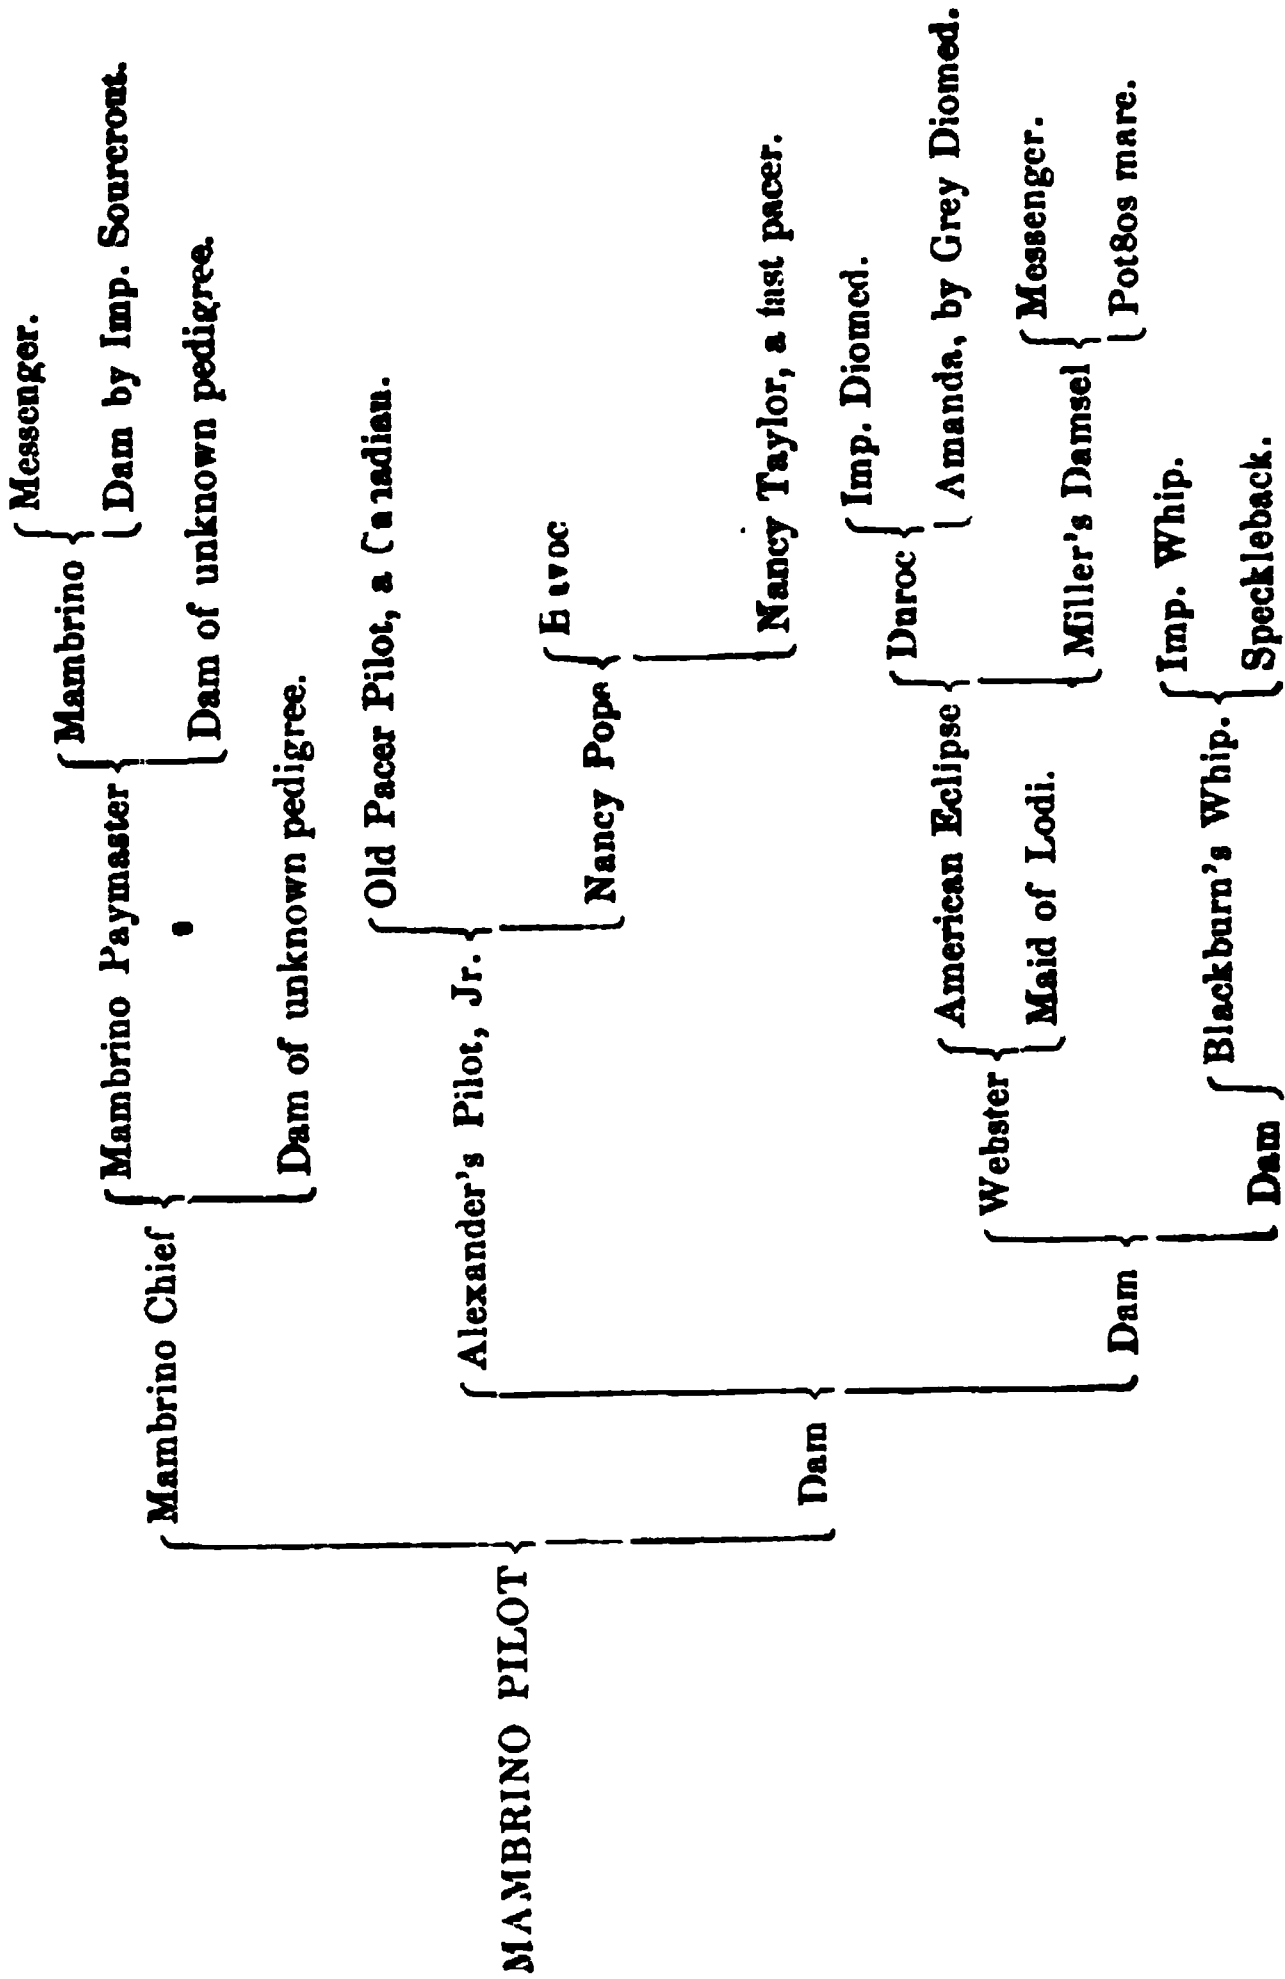 Messenger.
Mambrino
Dam by Imp. Sourcrout.
Mambrino Paymaster
Dam of unknown pedigree.
Mambrino Chief
Dam of unknown pedigree.
MAMBRINO PILOT
Old Pacer Pilot, a Canadian.
Alexander's Pilot, Jr.
Havoc
Nancy Pope
Nancy Taylor, a fast pacer.
Dam
Imp. Diomed.
Duroc
Amanda, by Grey Diomed.
American Eclipse
Messenger.
Miller's Damsel
Pot8os mare.
Webster
Maid of Lodi.
Dam
Imp. Whip.
Blackburn's Whip.
Speckleback.
Dam